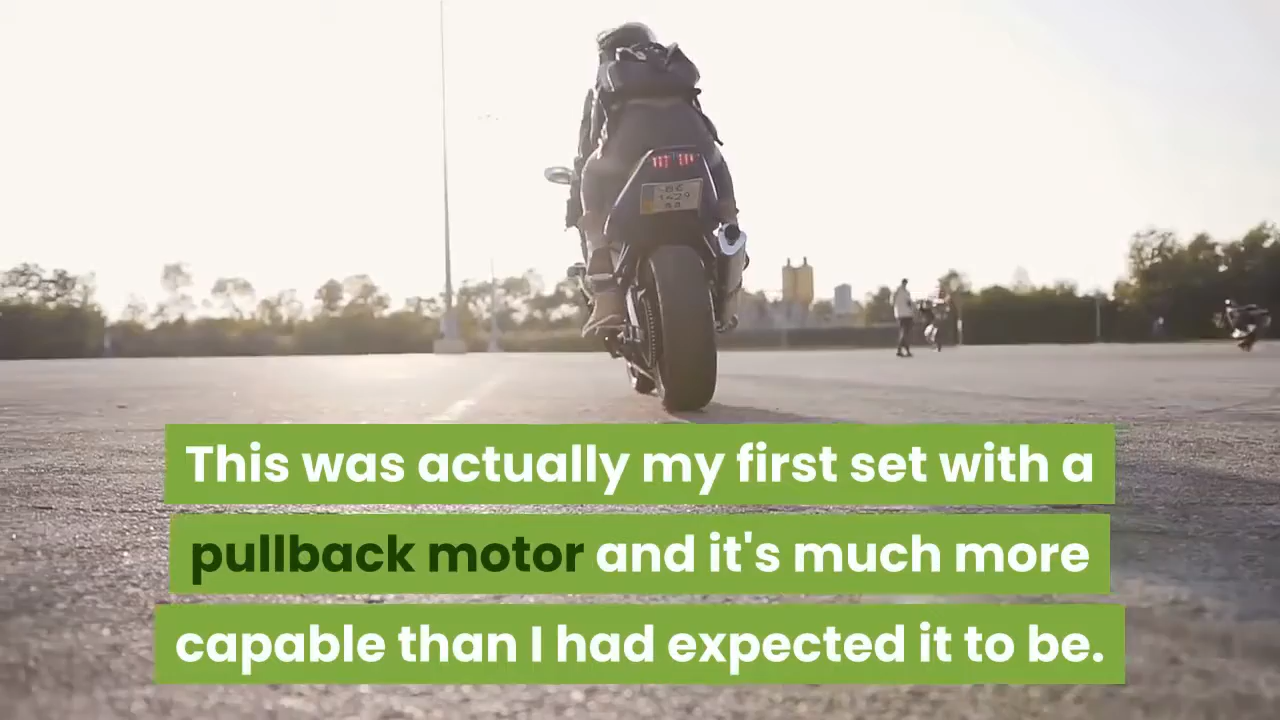 This was actually my first set with a
pullback motor and it's much more
capable than I had expected it to be.